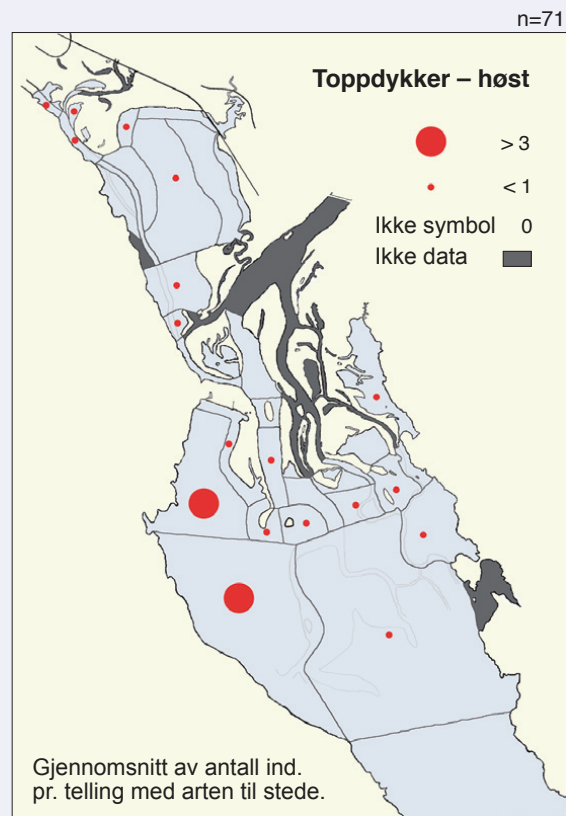 n=71
Toppdykker – høst
> 3
< 1
Ikke symbol 0
Ikke data
Gjennomsnitt av antall ind.
pr. telling med arten til stede.